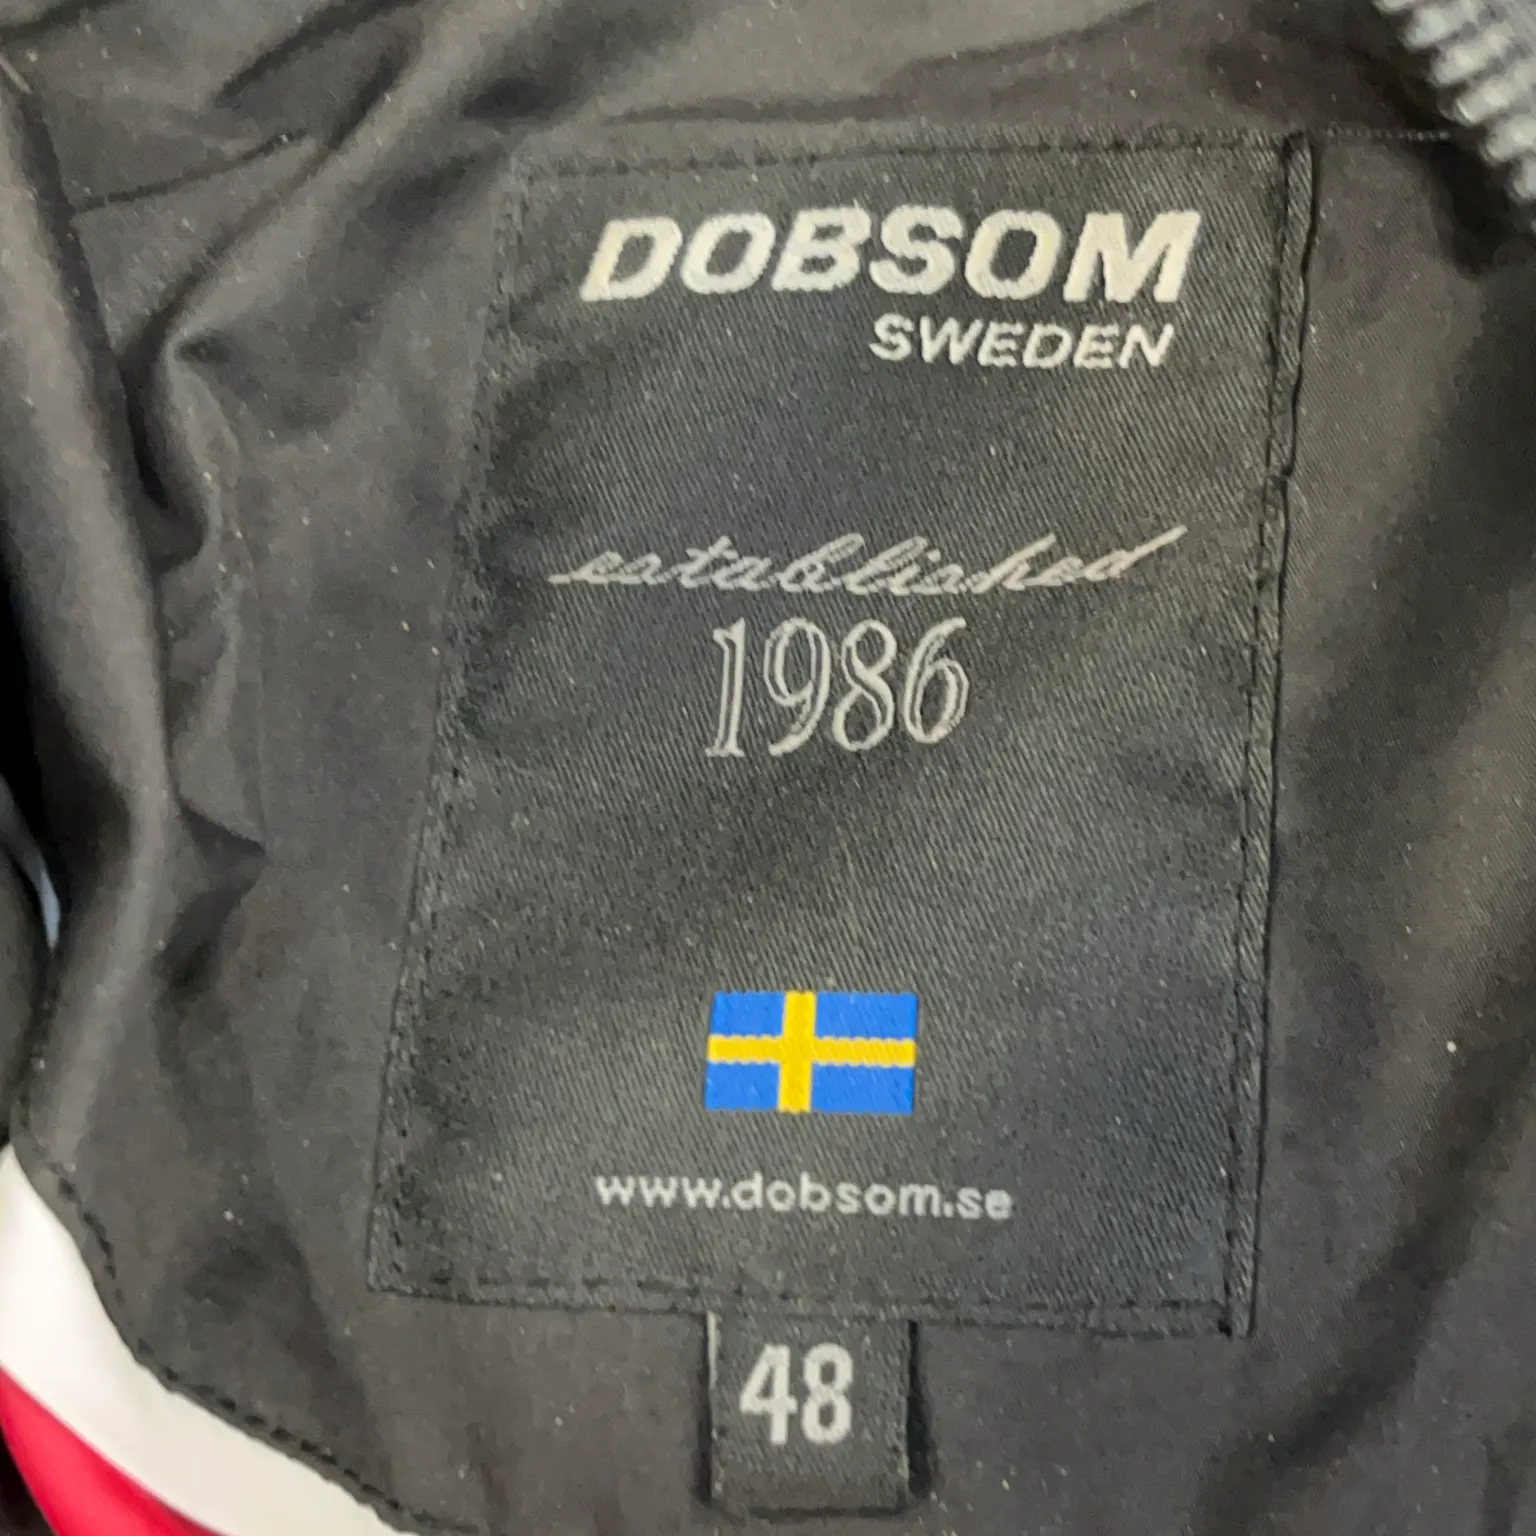 DOBSOM
SWEDEN
established
1986
www.dobsom.se
48